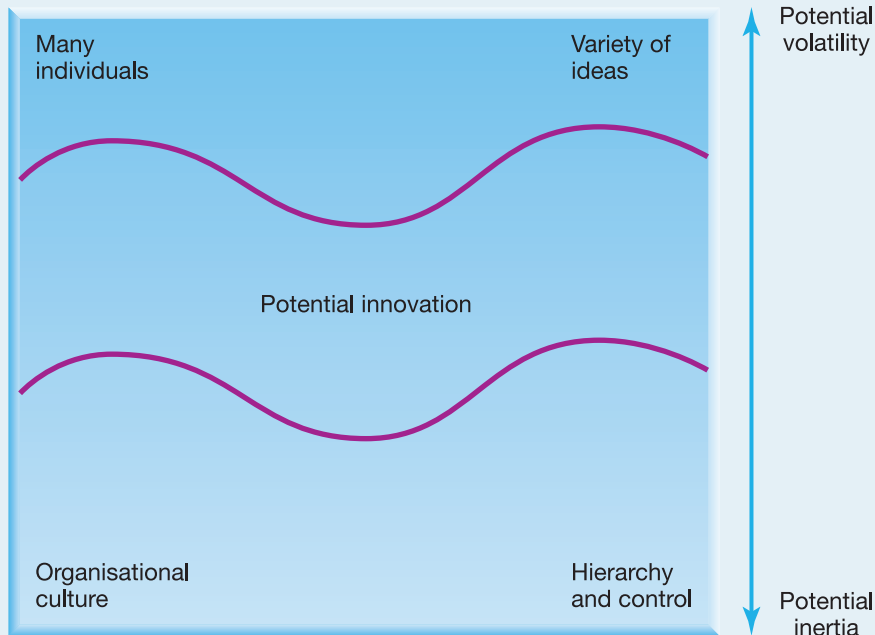 Many
individuals
Variety of
ideas
Potential
volatility
Potential innovation
Organisational
culture
Hierarchy
and control
Potential
inertia